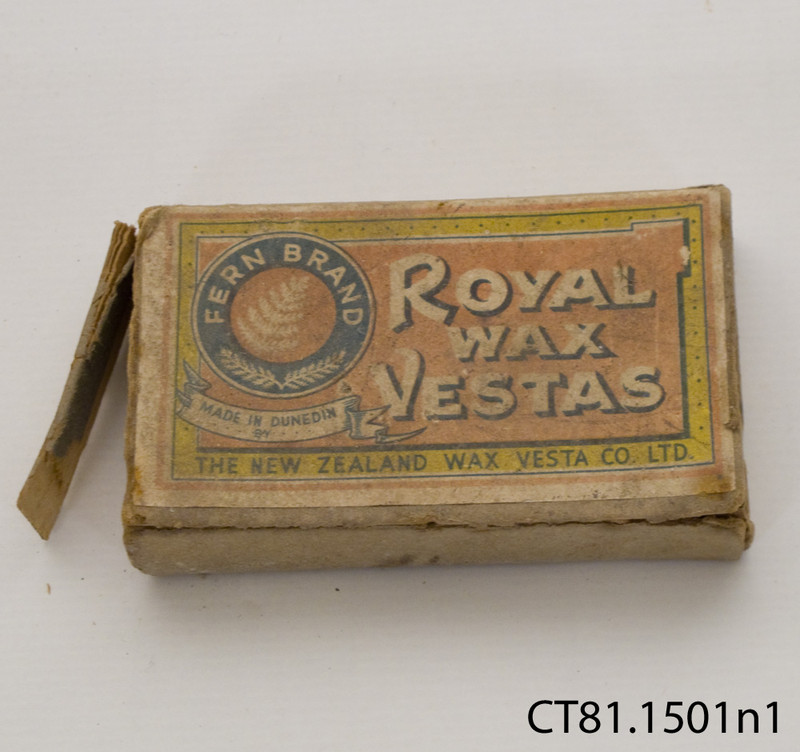 FERN BRAND
ROYAL
WAX
VESTAS
MADE IN DUNEDIN
BY
THE NEW ZEALAND WAX VESTA CO. LTD.
CT81.1501n1